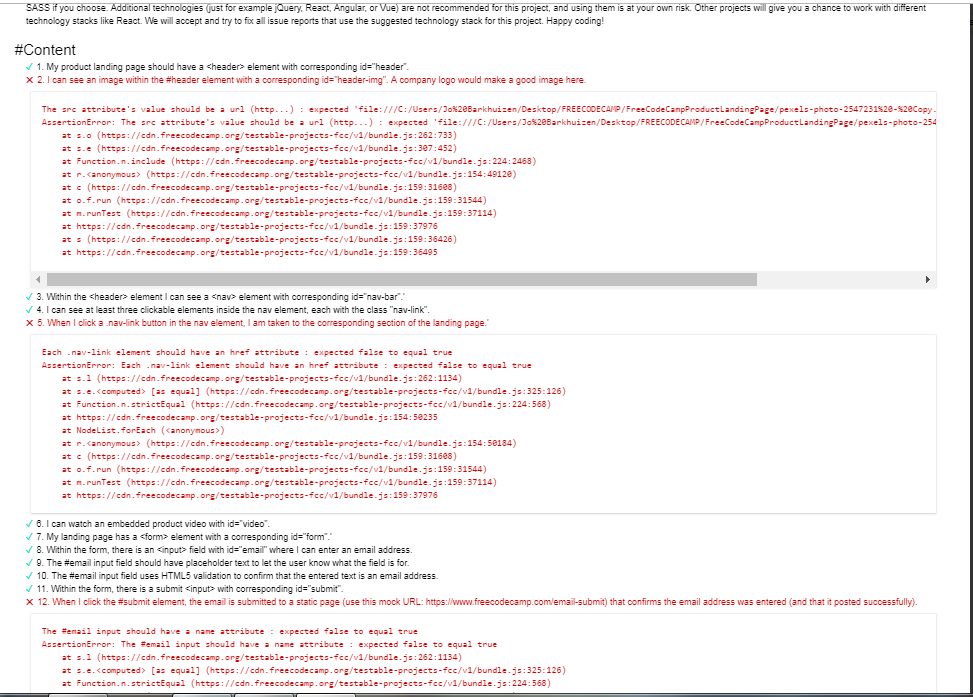 SASS if you choose. Additional technologies (just for example jQuery, React, Angular, or Vue) are not recommended for this project, and using them is at your own risk. Other projects will give you a chance to work with different
technology stacks like React. We will accept and try to fix all issue reports that use the suggested technology stack for this project. Happy coding!
#Content
✓ 1. My product landing page should have a <header> element with corresponding id="header".
✕ 2. I can see an image within the #header element with a corresponding id="header-img". A company logo would make a good image here.
The src attribute's value should be a url (http...) : expected 'file:///C:/Users/Jo%20Barkhuizen/Desktop/FREECODECAMP/FreeCodeCampProductLandingPage/pexels-photo-2547231%20-%20Copy.
AssertionError: The src attribute's value should be a url (http...) : expected 'file:///C:/Users/Jo%20Barkhuizen/Desktop/FREECODECAMP/FreeCodeCampProductLandingPage/pexels-photo-254
at s.o (https://cdn.freecodecamp.org/testable-projects-fcc/v1/bundle.js:262:733)
at s.e (https://cdn.freecodecamp.org/testable-projects-fcc/v1/bundle.js:307:452)
at Function.n.include (https://cdn.freecodecamp.org/testable-projects-fcc/v1/bundle.js:224:2468)
at r.<anonymous> (https://cdn.freecodecamp.org/testable-projects-fcc/v1/bundle.js:154:49120)
at c (https://cdn.freecodecamp.org/testable-projects-fcc/v1/bundle.js:159:31608)
at o.f.run (https://cdn.freecodecamp.org/testable-projects-fcc/v1/bundle.js:159:31544)
at m.runTest (https://cdn.freecodecamp.org/testable-projects-fcc/v1/bundle.js:159:37114)
at https://cdn.freecodecamp.org/testable-projects-fcc/v1/bundle.js:159:37976
at s (https://cdn.freecodecamp.org/testable-projects-fcc/v1/bundle.js:159:36426)
at https://cdn.freecodecamp.org/testable-projects-fcc/v1/bundle.js:159:36495
✓ 3. Within the <header> element I can see a <nav> element with corresponding id="nav-bar".'
✓ 4. I can see at least three clickable elements inside the nav element, each with the class "nav-link".
✕ 5. When I click a .nav-link button in the nav element, I am taken to the corresponding section of the landing page.'
Each .nav-link element should have an href attribute : expected false to equal true
AssertionError: Each .nav-link element should have an href attribute : expected false to equal true
at s.l (https://cdn.freecodecamp.org/testable-projects-fcc/v1/bundle.js:262:1134)
at s.e.<computed> [as equal] (https://cdn.freecodecamp.org/testable-projects-fcc/v1/bundle.js:325:126)
at Function.n.strictEqual (https://cdn.freecodecamp.org/testable-projects-fcc/v1/bundle.js:224:568)
at https://cdn.freecodecamp.org/testable-projects-fcc/v1/bundle.js:154:50235
at NodeList.forEach (<anonymous>)
at r.<anonymous> (https://cdn.freecodecamp.org/testable-projects-fcc/v1/bundle.js:154:50184)
at c (https://cdn.freecodecamp.org/testable-projects-fcc/v1/bundle.js:159:31608)
at o.f.run (https://cdn.freecodecamp.org/testable-projects-fcc/v1/bundle.js:159:31544)
at m.runTest (https://cdn.freecodecamp.org/testable-projects-fcc/v1/bundle.js:159:37114)
at https://cdn.freecodecamp.org/testable-projects-fcc/v1/bundle.js:159:37976
✓ 6. I can watch an embedded product video with id="video".
✓ 7. My landing page has a <form> element with a corresponding id="form".'
✓ 8. Within the form, there is an <input> field with id="email" where I can enter an email address.
✓ 9. The #email input field should have placeholder text to let the user know what the field is for.
✓ 10. The #email input field uses HTML5 validation to confirm that the entered text is an email address.
✓ 11. Within the form, there is a submit <input> with corresponding id="submit".
✕ 12. When I click the #submit element, the email is submitted to a static page (use this mock URL: https://www.freecodecamp.com/email-submit) that confirms the email address was entered (and that it posted successfully).
The #email input should have a name attribute : expected false to equal true
AssertionError: The #email input should have a name attribute : expected false to equal true
at s.l (https://cdn.freecodecamp.org/testable-projects-fcc/v1/bundle.js:262:1134)
at s.e.<computed> [as equal] (https://cdn.freecodecamp.org/testable-projects-fcc/v1/bundle.js:325:126)
at Function.n.strictEqual (https://cdn.freecodecamp.org/testable-projects-fcc/v1/bundle.js:224:568)